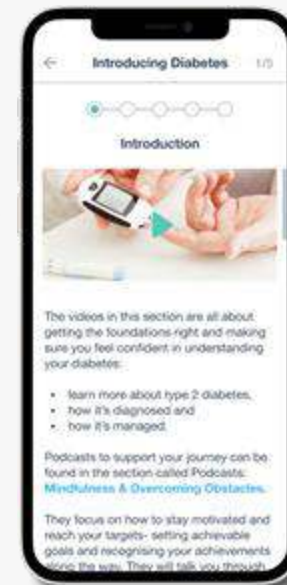 Introducing Diabetes 1/5
Introduction
The videos in this section are all about
getting the foundations right and making
sure you feel confident in understanding
your diabetes:
• learn more about type 2 diabetes,
• how it's diagnosed and
• how it's managed.
Podcasts to support your journey can be
found in the section called Podcasts:
Mindfulness & Overcoming Obstacles.
They focus on how to stay motivated and
reach your targets- setting achievable
goals and recognising your achievements
along the way. They will talk you through